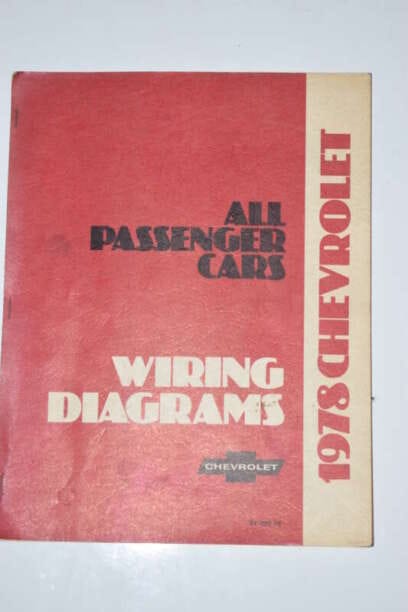 ALL
PASSENGER
CARS
WIRING
DIAGRAMS
CHEVROLET
1978 CHEVROLET